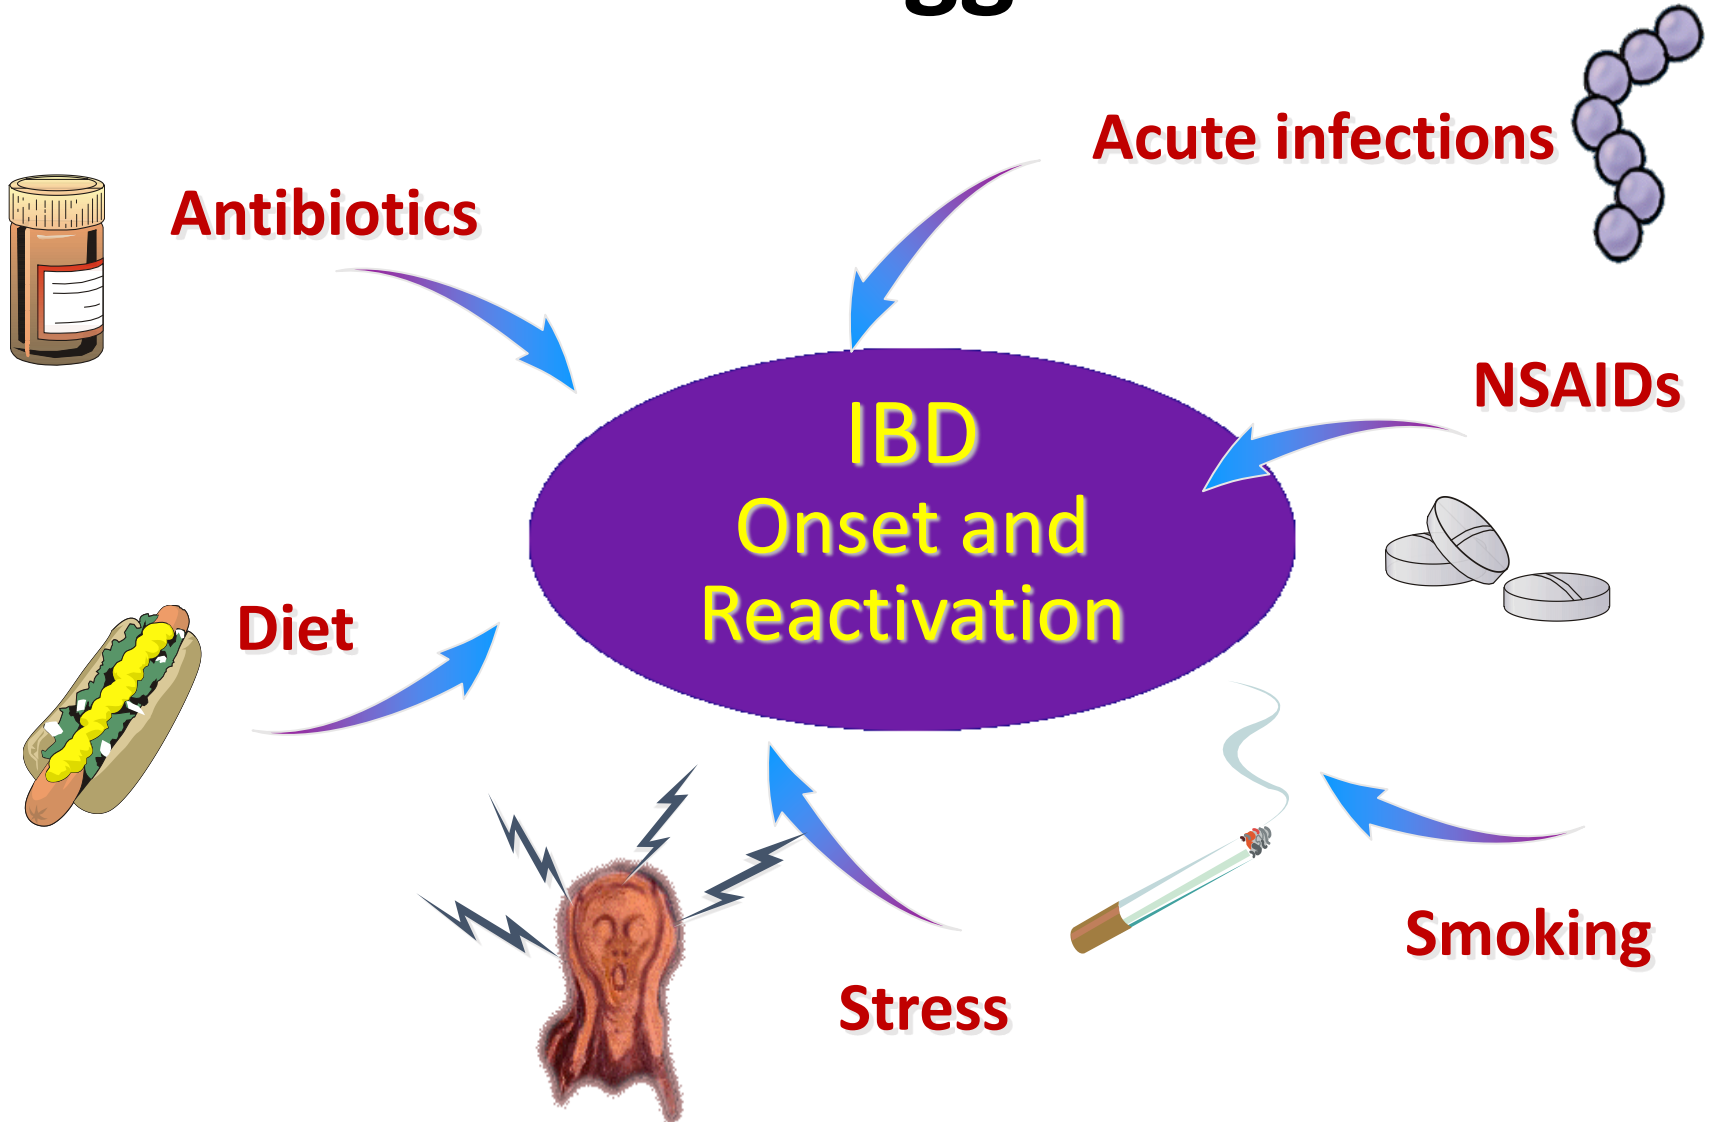 Acute infections
Antibiotics
NSAIDs
IBD
Onset and
Reactivation
Diet
Smoking
Stress